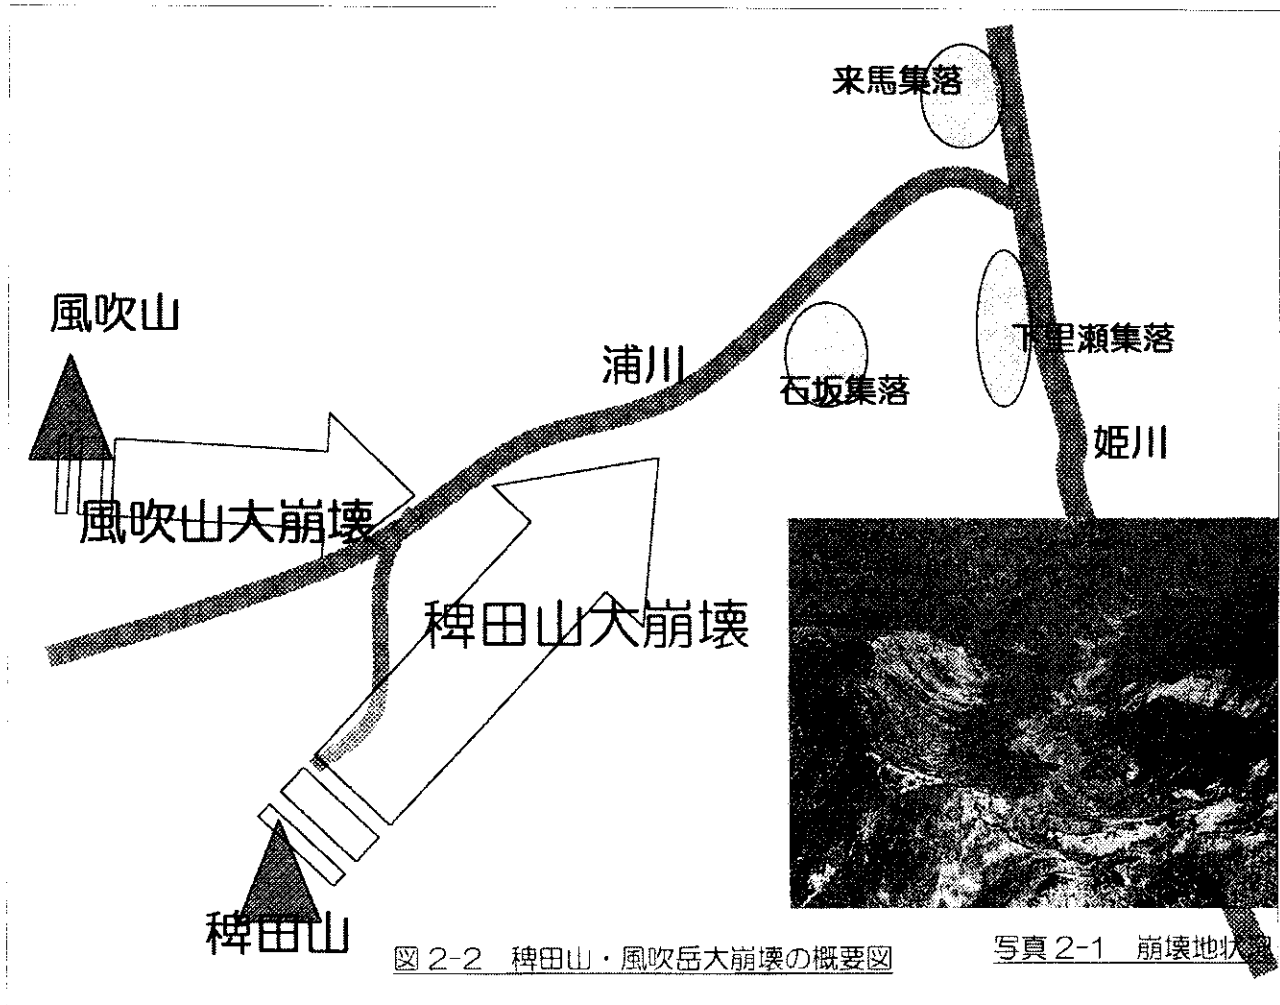 来馬集落
風吹山
下里瀬集落
浦川
石坂集落
姫川
風吹山大崩壊
稗田山大崩壊
稗田山
図2-2 稗田山・風吹岳大崩壊の概要図
写真2-1 崩壊地状況